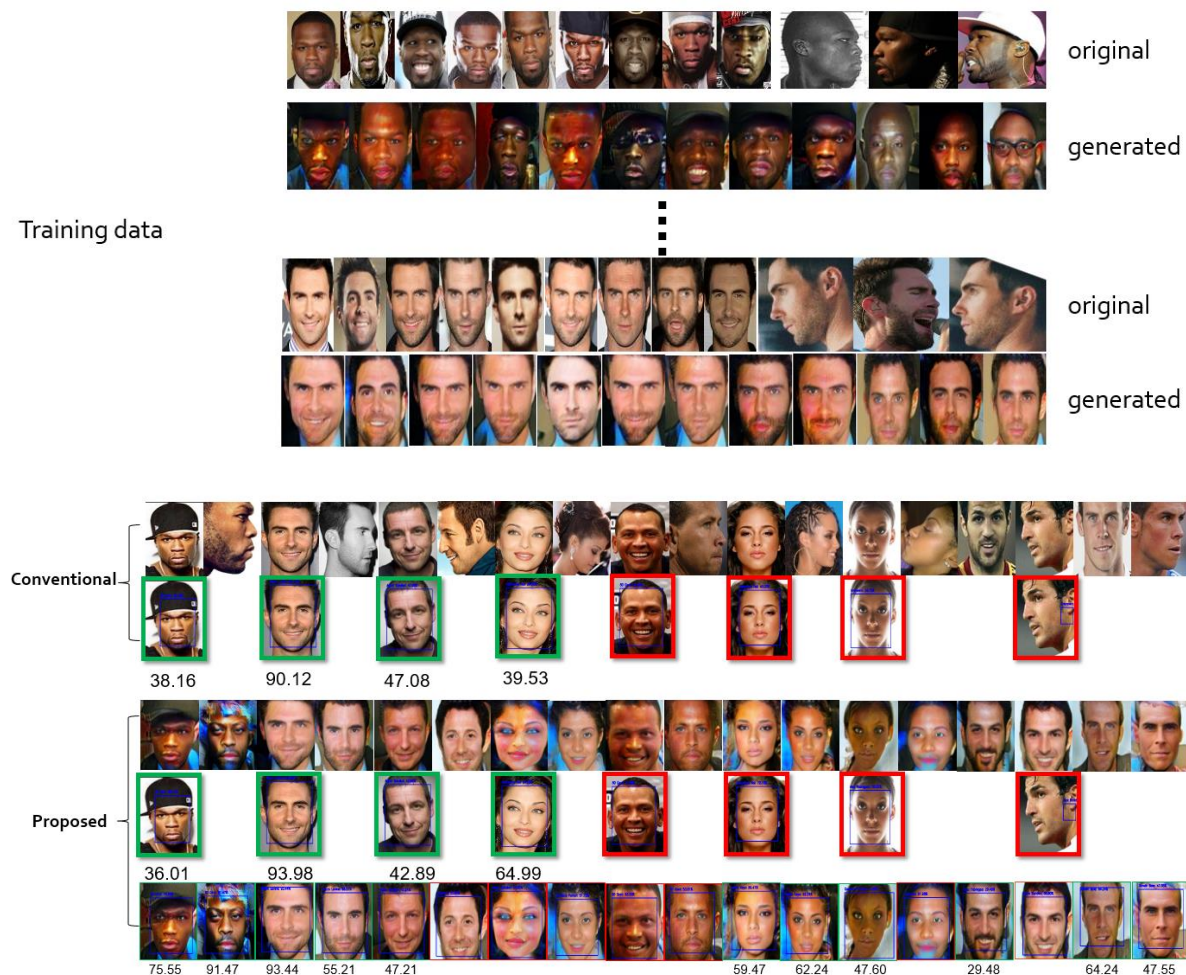 original
generated
Training data
original
generated
Conventional
38.16 90.12 47.08 39.53
Proposed
36.01 93.98 42.89 64.99
75.55 91.47 93.44 55.21 47.21 59.47 62.24 47.60 29.48 64.24 47.55